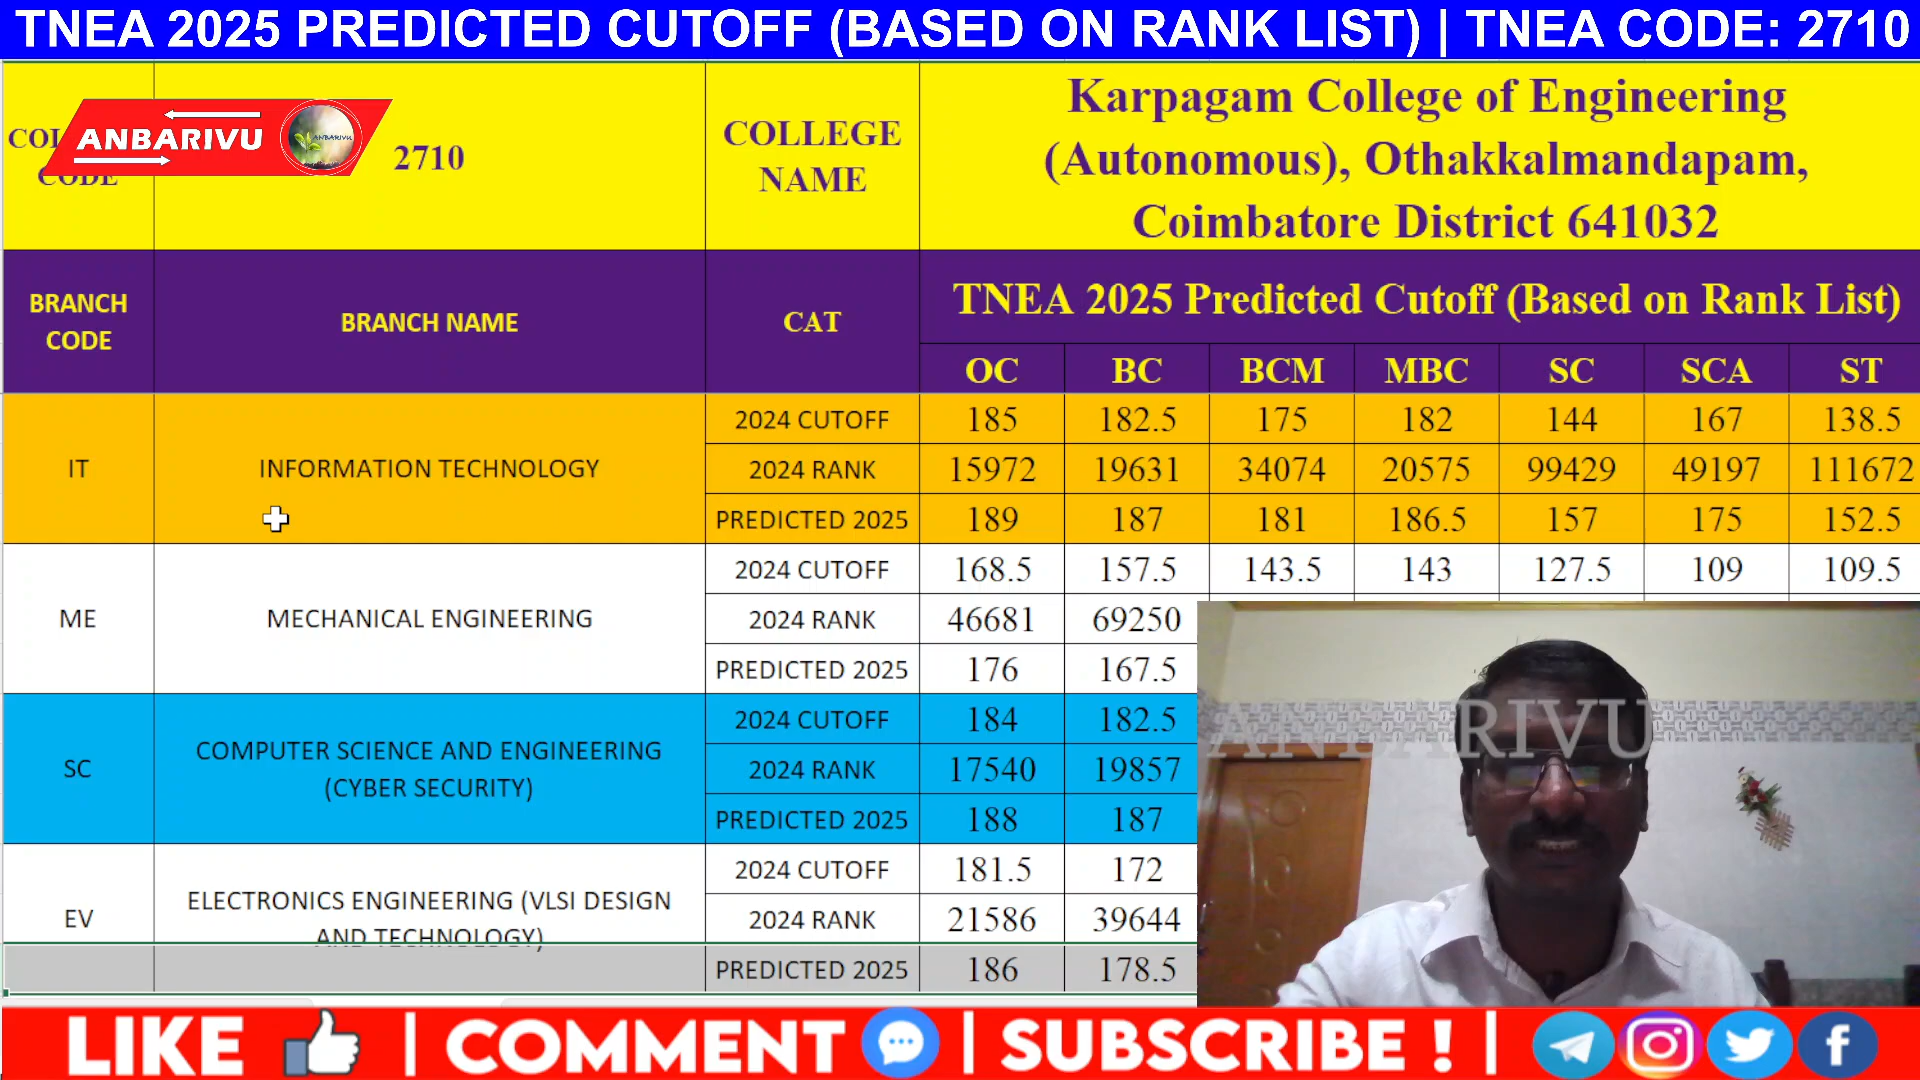 TNEA 2025 PREDICTED CUTOFF (BASED ON RANK LIST) | TNEA CODE: 2710
ANBARIVU
ANBARIVU
CODE
2710
COLLEGE
NAME
Karpagam College of Engineering
(Autonomous), Othakkalmandapam,
Coimbatore District 641032
BRANCH
CODE
BRANCH NAME
CAT
TNEA 2025 Predicted Cutoff (Based on Rank List)
OC BC BCM MBC SC SCA ST
IT
INFORMATION TECHNOLOGY
2024 CUTOFF 185 182.5 175 182 144 167 138.5
2024 RANK 15972 19631 34074 20575 99429 49197 111672
PREDICTED 2025 189 187 181 186.5 157 175 152.5
ME
MECHANICAL ENGINEERING
2024 CUTOFF 168.5 157.5 143.5 143 127.5 109 109.5
2024 RANK 46681 69250
PREDICTED 2025 176 167.5
SC
COMPUTER SCIENCE AND ENGINEERING
(CYBER SECURITY)
2024 CUTOFF 184 182.5
2024 RANK 17540 19857
PREDICTED 2025 188 187
EV
ELECTRONICS ENGINEERING (VLSI DESIGN
AND TECHNOLOGY)
2024 CUTOFF 181.5 172
2024 RANK 21586 39644
PREDICTED 2025 186 178.5
ANBARIVU
LIKE | COMMENT | SUBSCRIBE ! |